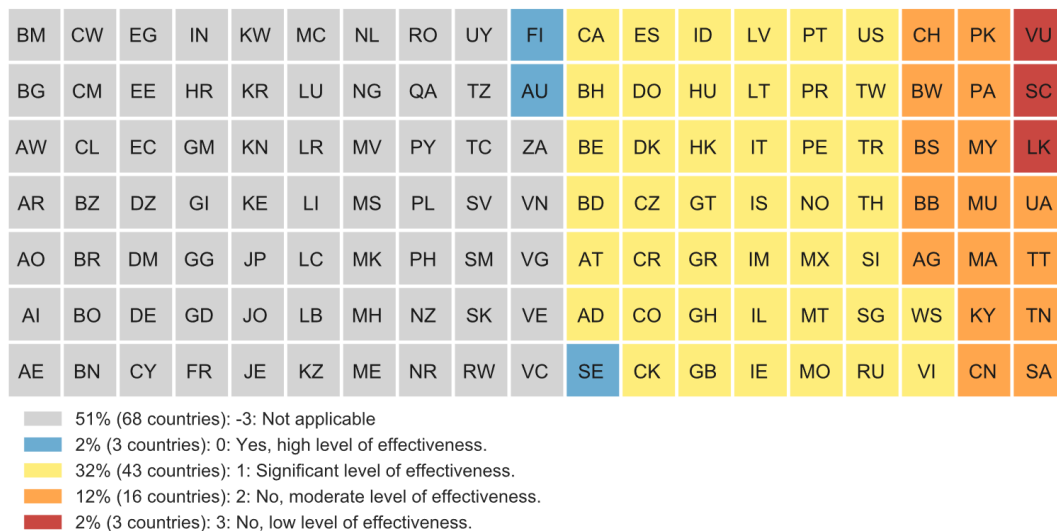 BM CW EG IN KW MC NL RO UY FI CA ES ID LV PT US CH PK VU
BG CM EE HR KR LU NG QA TZ AU BH DO HU LT PR TW BW PA SC
AW CL EC GM KN LR MV PY TC ZA BE DK HK IT PE TR BS MY LK
AR BZ DZ GI KE LI MS PL SV VN BD CZ GT IS NO TH BB MU UA
AO BR DM GG JP LC MK PH SM VG AT CR GR IM MX SI AG MA TT
AI BO DE GD JO LB MH NZ SK VE AD CO GH IL MT SG WS KY TN
AE BN CY FR JE KZ ME NR RW VC SE CK GB IE MO RU VI CN SA
51% (68 countries): -3: Not applicable
2% (3 countries): 0: Yes, high level of effectiveness.
32% (43 countries): 1: Significant level of effectiveness.
12% (16 countries): 2: No, moderate level of effectiveness.
2% (3 countries): 3: No, low level of effectiveness.